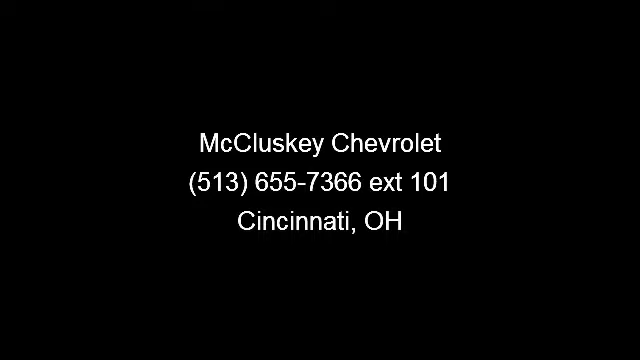 McCluskey Chevrolet
(513) 655-7366 ext 101
Cincinnati, OH